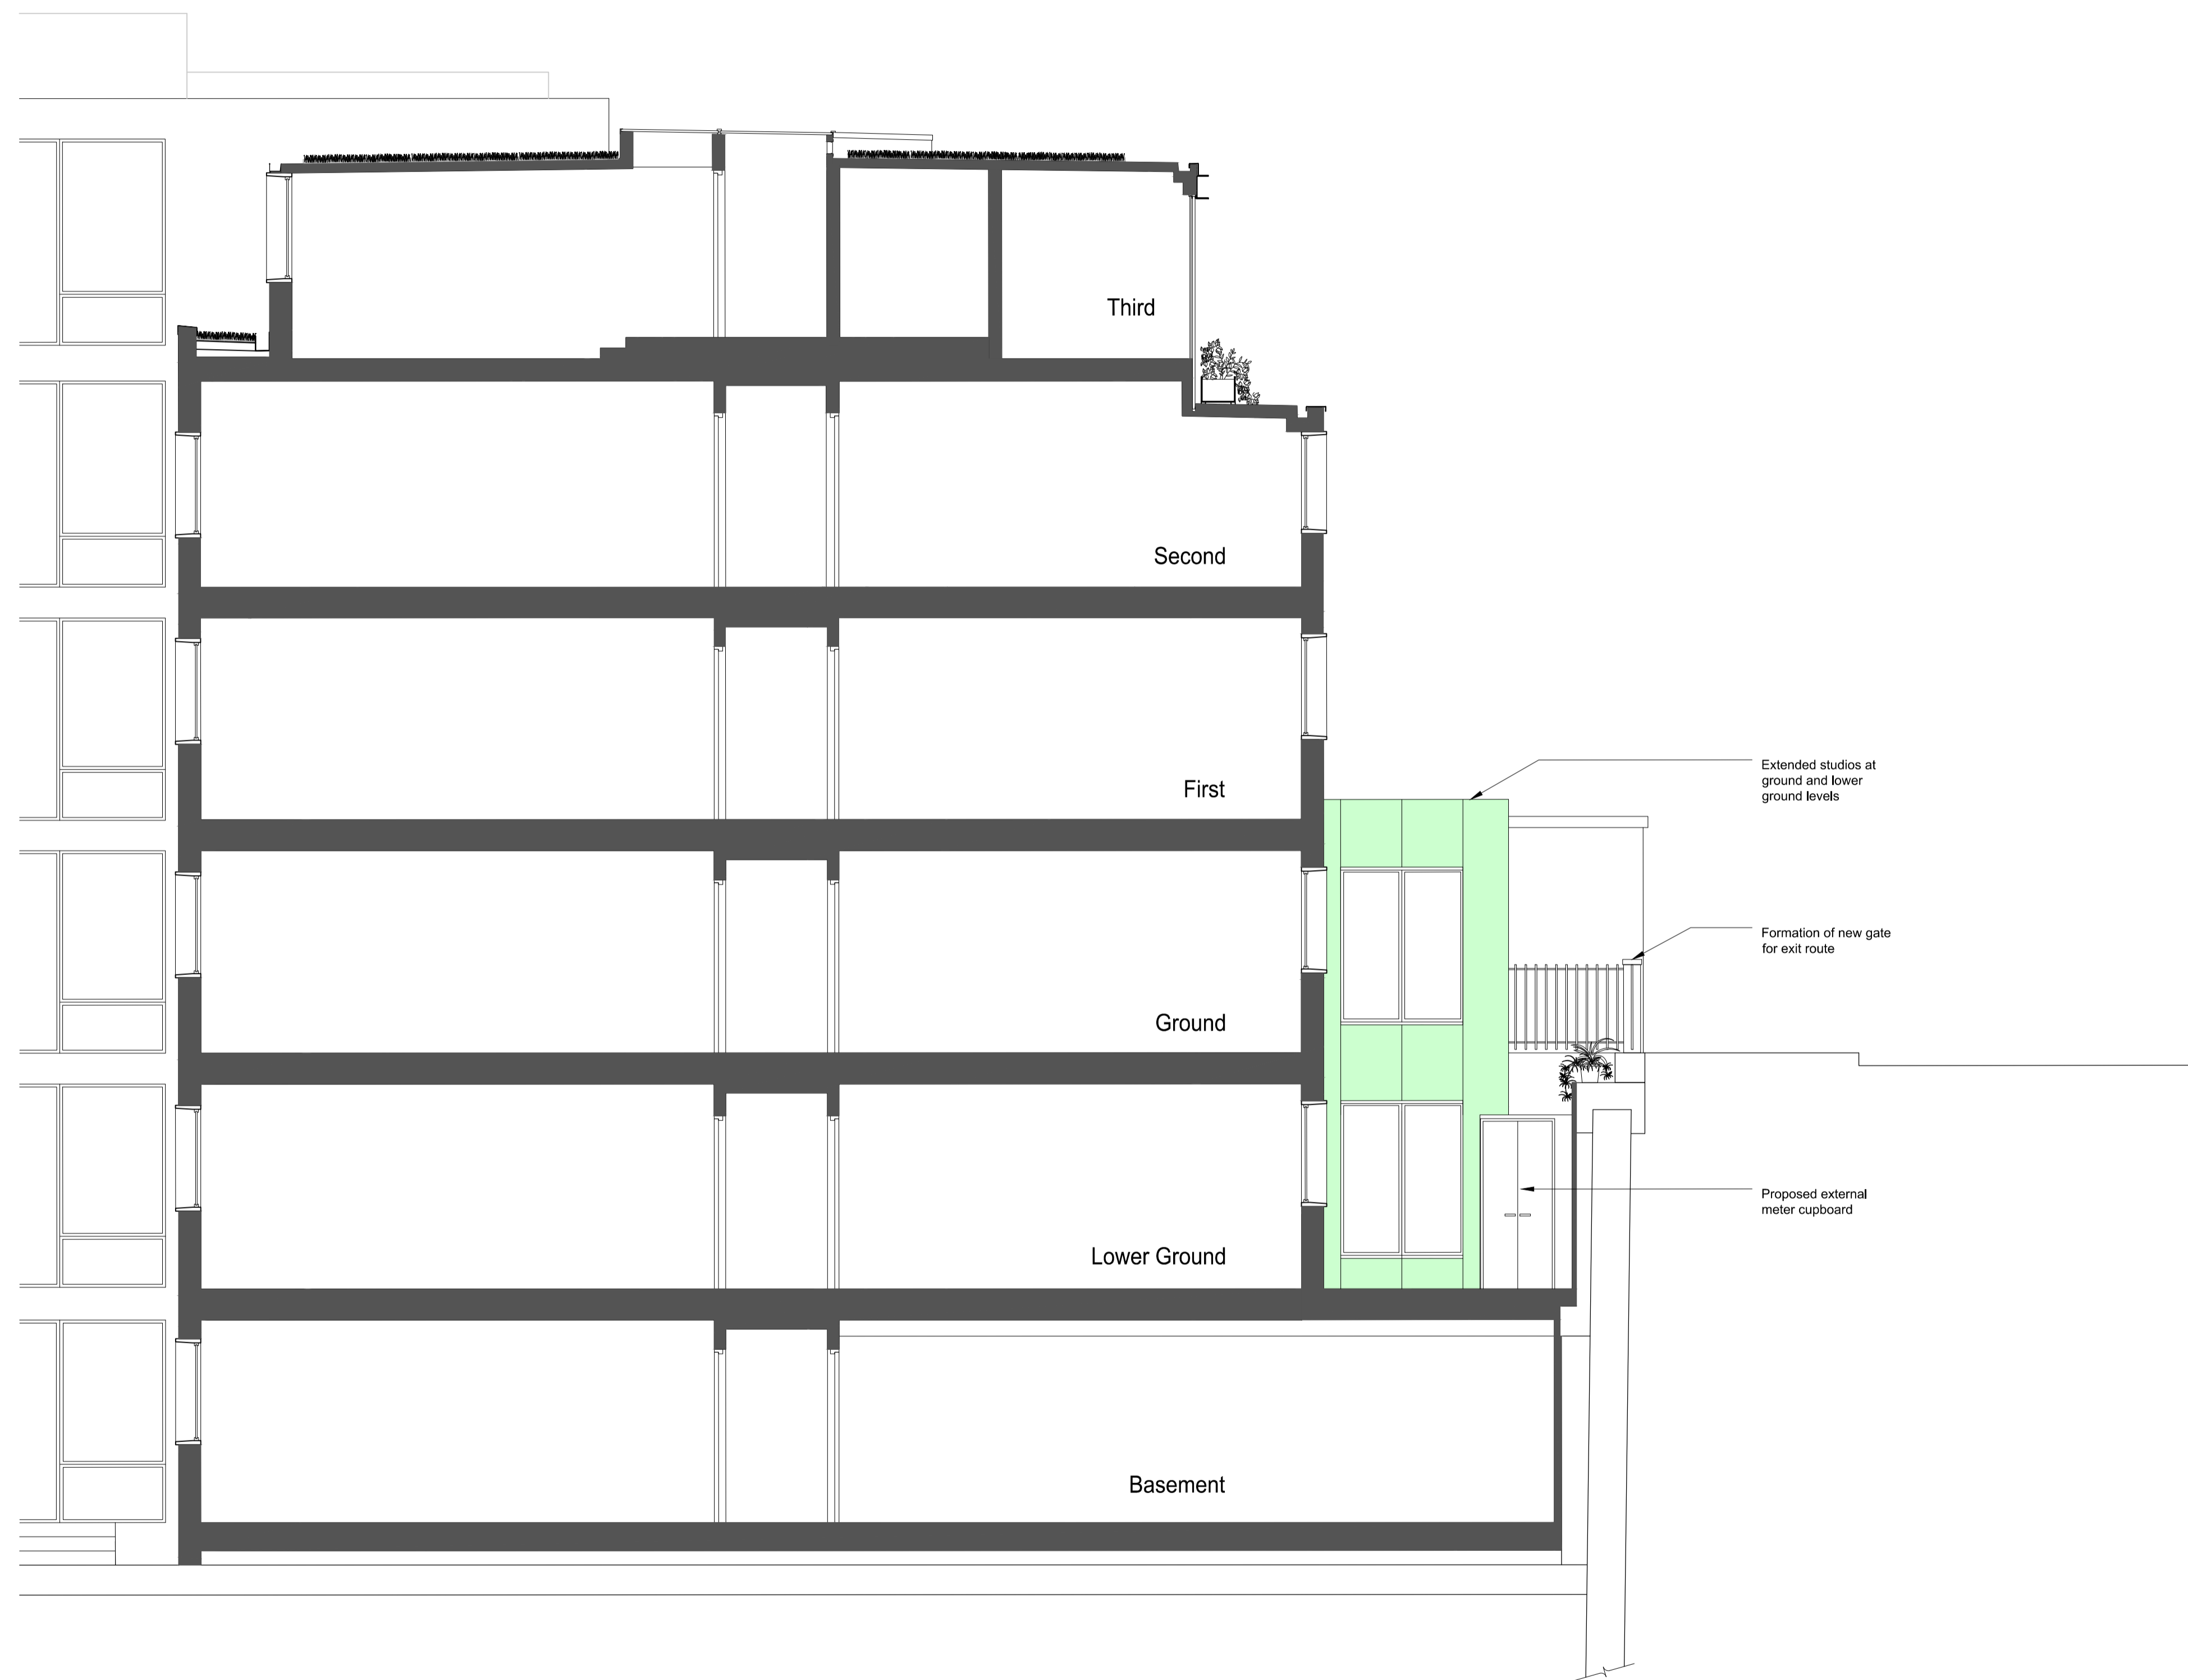 Third
Second
First
Extended studios at
ground and lower
ground levels
Formation of new gate
for exit route
Ground
Proposed external
meter cupboard
Lower Ground
Basement